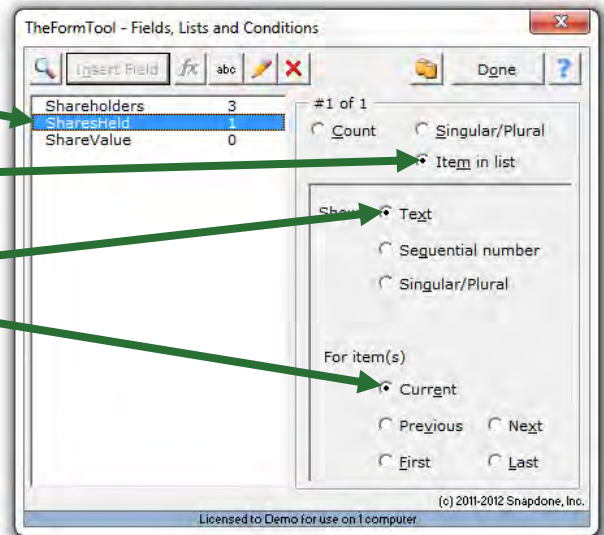 TheFormTool - Fields, Lists and Conditions
Insert Field fx abc Done ?
Shareholders 3
SharesHeld 1
ShareValue 0
#1 of 1
Count Singular/Plural
Item in list
Show Text
Sequential number
Singular/Plural
For item(s)
Current
Previous Next
First Last
(c) 2011-2012 Snapdone, Inc.
Licensed to Demo for use on 1 computer